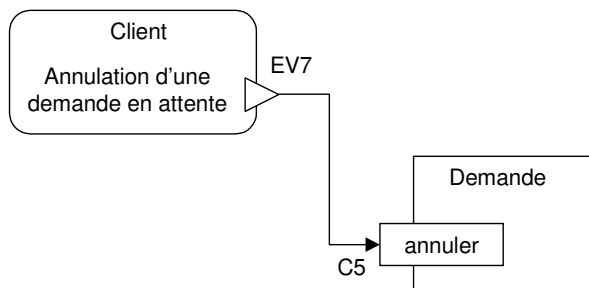 Client
Annulation d'une
demande en attente
EV7
Demande
annuler
C5